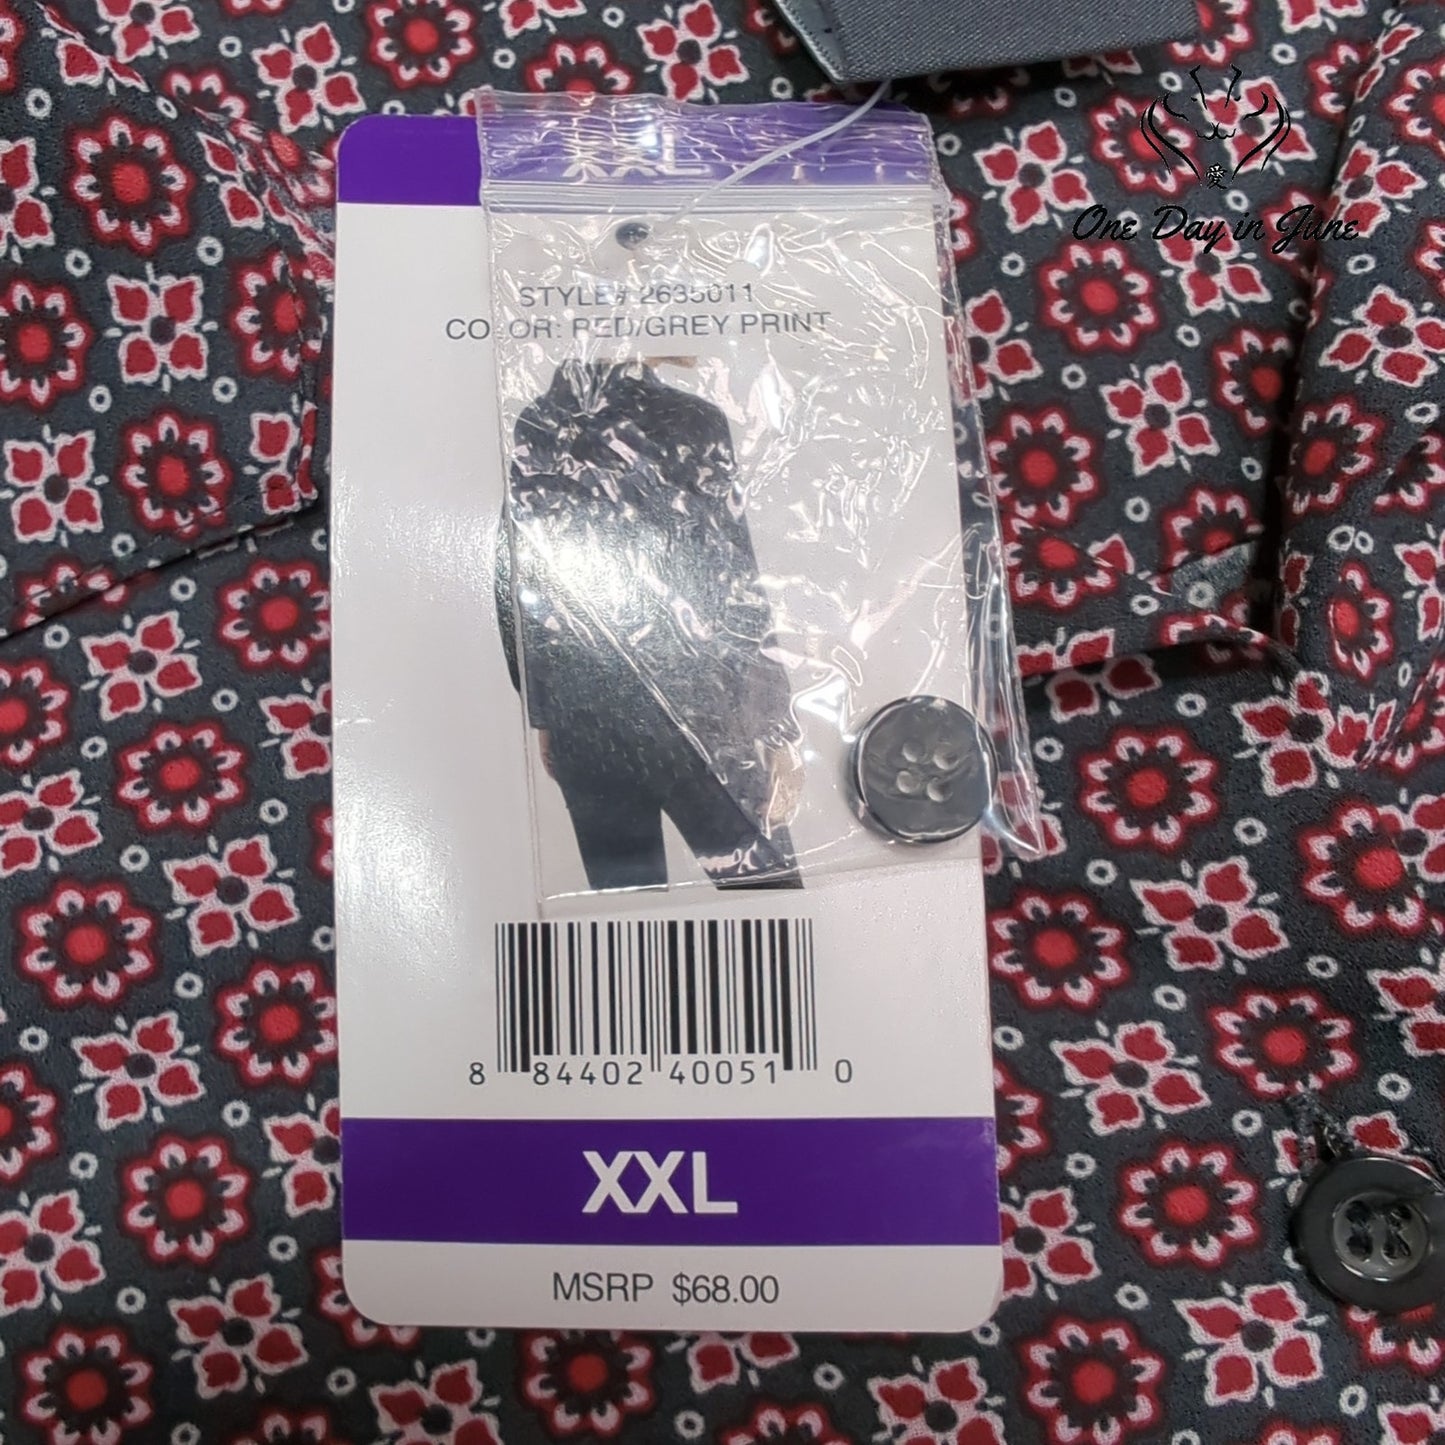 XXL
愛
One Day in June
STYLE# 2635011
COLOR: RED/GREY PRINT
8 84402 40051 0
XXL
MSRP $68.00